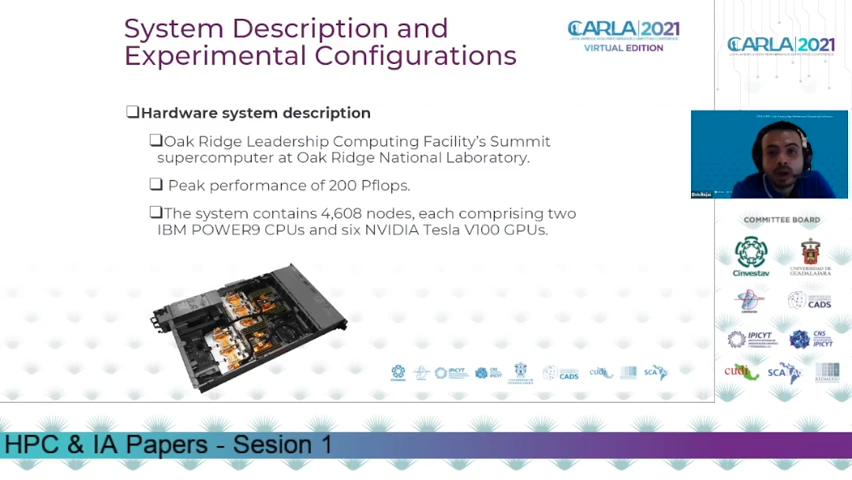 System Description and
Experimental Configurations
CARLA|2021
VIRTUAL EDITION
❑Hardware system description
❑Oak Ridge Leadership Computing Facility's Summit
supercomputer at Oak Ridge National Laboratory.
❑ Peak performance of 200 Pflops.
❑The system contains 4,608 nodes, each comprising two
IBM POWER9 CPUs and six NVIDIA Tesla V100 GPUs.
IPICYT
CNS
IPICYT
CADS
cudi
SCA
CARLA|2021
COMMITTEE BOARD
Cinvestav
UNIVERSIDAD DE
GUADALAJARA
CADS
IPICYT
CNS
IPICYT
cudi
SCA
HPC & IA Papers - Sesion 1